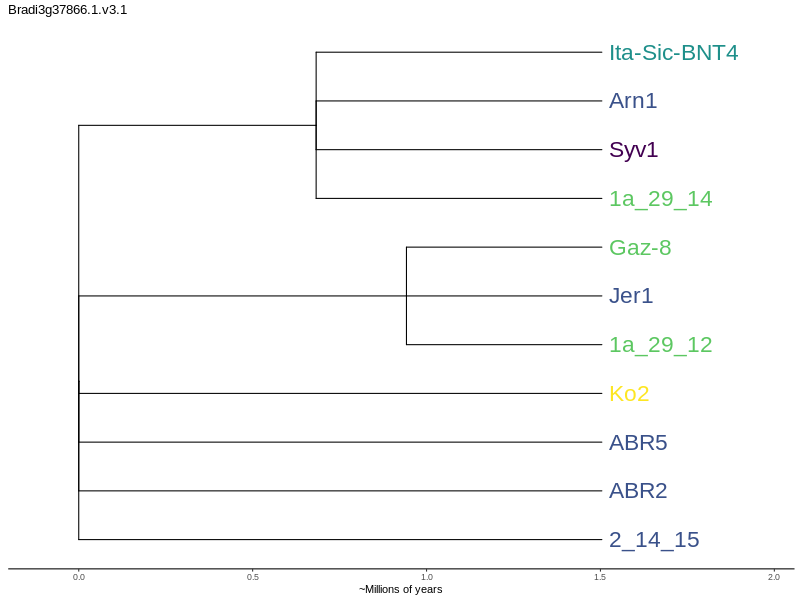 Bradi3g37866.1.v3.1
Ita-Sic-BNT4
Arn1
Syv1
1a_29_14
Gaz-8
Jer1
1a_29_12
Ko2
ABR5
ABR2
2_14_15
0.0 0.5 1.0 1.5 2.0
~Millions of years